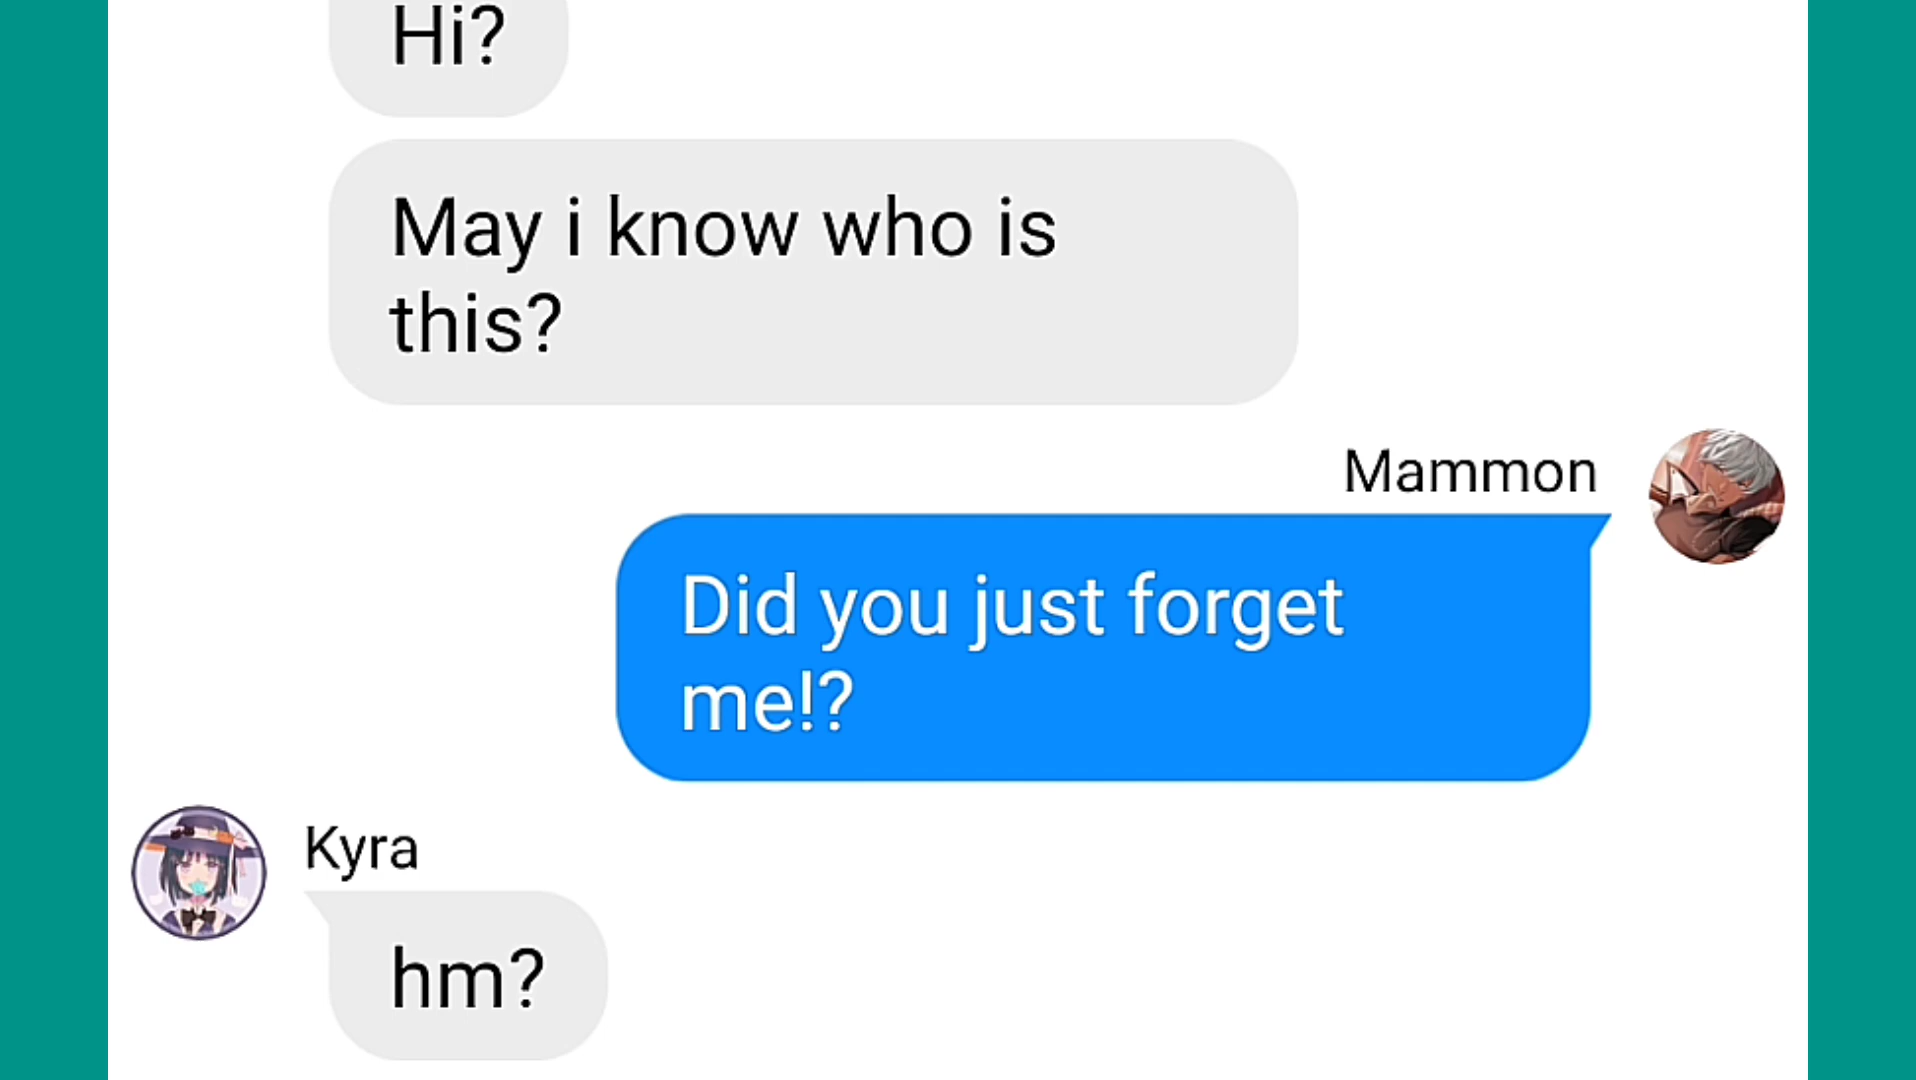 Hi?
May i know who is
this?
Mammon
Did you just forget
me!?
Kyra
hm?